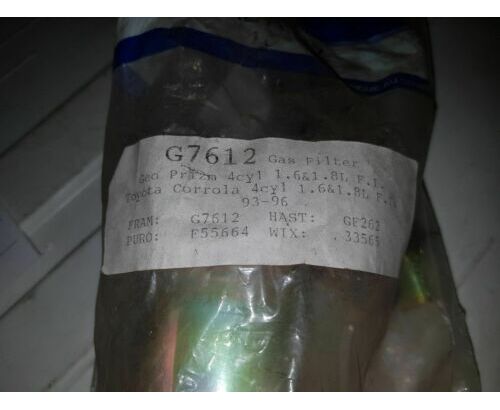 G7612 Gas Filter
Geo Prizm 4cyl 1.6&1.8L F.I.
Toyota Corrola 4cyl 1.6&1.8L F.I.
93-96
FRAM: G7612 HAST: GF262
PURO: F55664 WIX: 33565